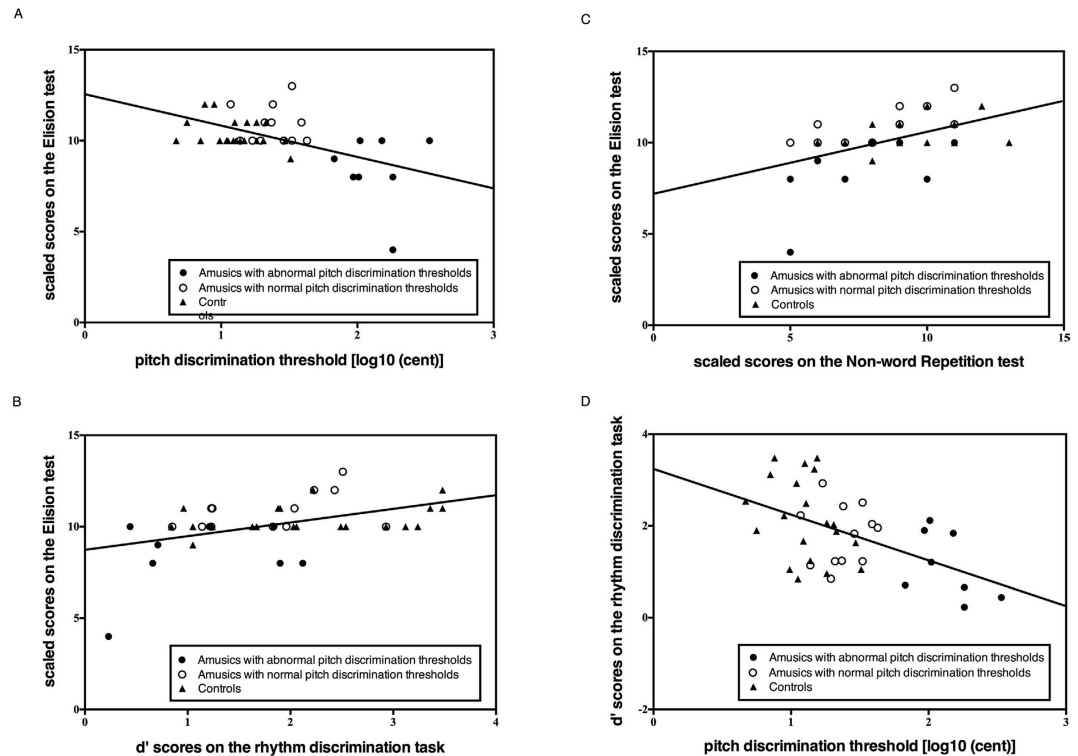 A
scaled scores on the Elision test
15
10
5
0
0
1
2
3
Amusics with abnormal pitch discrimination thresholds
Amusics with normal pitch discrimination thresholds
Contr
ols
pitch discrimination threshold [log10 (cent)]
B
scaled scores on the Elision test
15
10
5
0
0
1
2
3
4
Amusics with abnormal pitch discrimination thresholds
Amusics with normal pitch discrimination thresholds
Controls
d' scores on the rhythm discrimination task
C
scaled scores on the Elision test
15
10
5
0
0
5
10
15
Amusics with abnormal pitch discrimination thresholds
Amusics with normal pitch discrimination thresholds
Controls
scaled scores on the Non-word Repetition test
D
d' scores on the rhythm discrimination task
4
2
0
-2
0
1
2
3
Amusics with abnormal pitch discrimination thresholds
Amusics with normal pitch discrimination thresholds
Controls
pitch discrimination threshold [log10 (cent)]